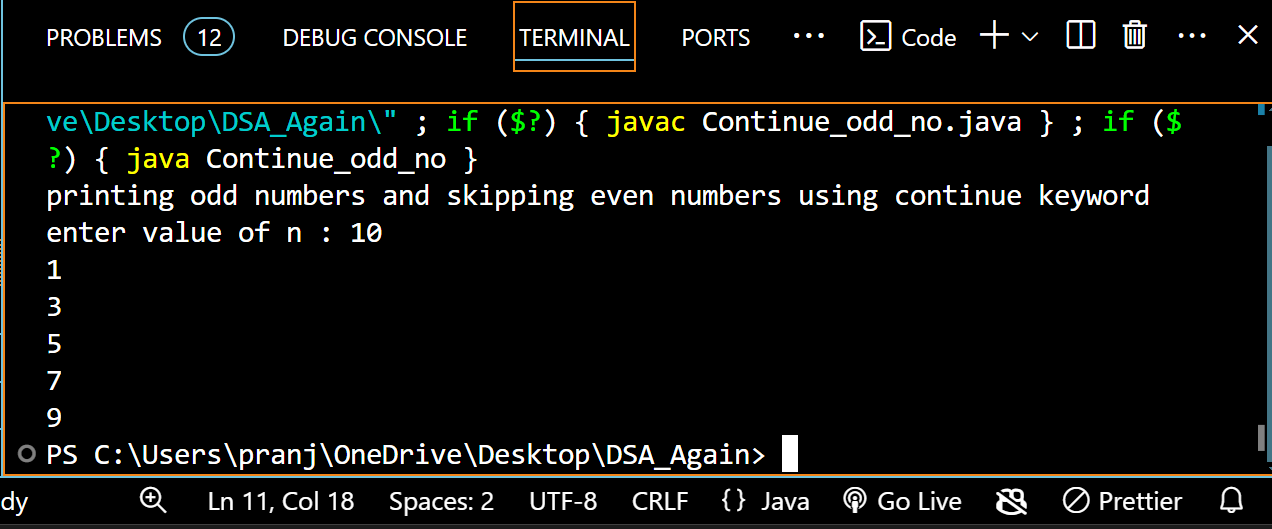 PROBLEMS 12 DEBUG CONSOLE TERMINAL PORTS ... Code
ve\Desktop\DSA_Again\" ; if ($?) { javac Continue_odd_no.java } ; if ($
?) { java Continue_odd_no }
printing odd numbers and skipping even numbers using continue keyword
enter value of n : 10
1
3
5
7
9
PS C:\Users\pranj\OneDrive\Desktop\DSA_Again>
dy Ln 11, Col 18 Spaces: 2 UTF-8 CRLF {} Java Go Live Prettier